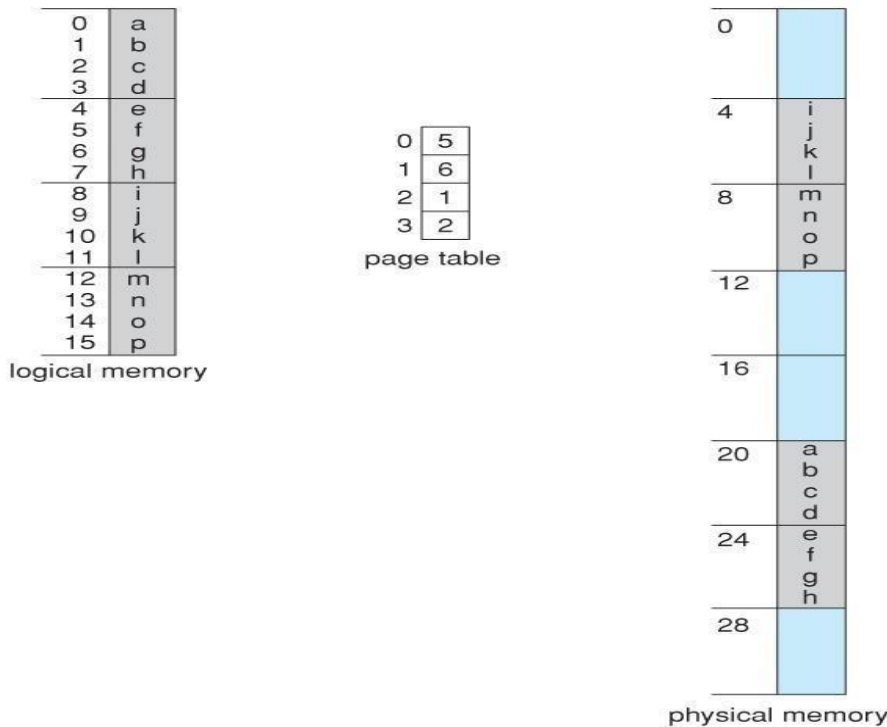 0 a
1 b
2 c
3 d
4 e
5 f
6 g
7 h
8 i
9 j
10 k
11 l
12 m
13 n
14 o
15 p
logical memory
0 5
1 6
2 1
3 2
page table
0
4 i
j
k
l
8 m
n
o
p
12
16
20 a
b
c
d
24 e
f
g
h
28
physical memory